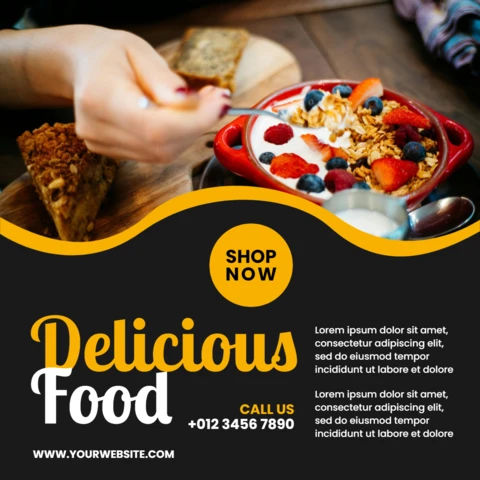 SHOP
NOW
Delicious
Food
CALL US
+012 3456 7890
WWW.YOURWEBSITE.COM
Lorem ipsum dolor sit amet,
consectetur adipiscing elit,
sed do eiusmod tempor
incididunt ut labore et dolore
Lorem ipsum dolor sit amet,
consectetur adipiscing elit,
sed do eiusmod tempor
incididunt ut labore et dolore